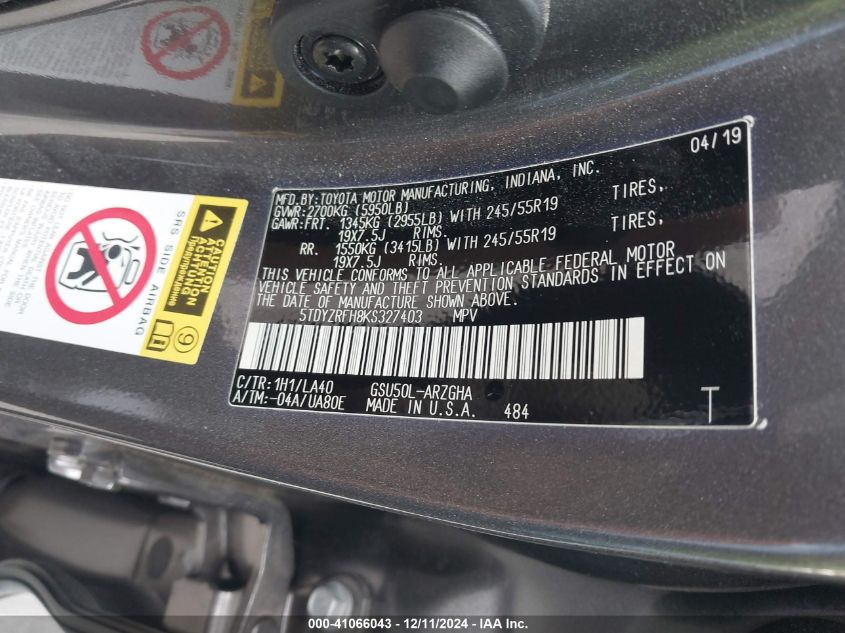 04/19
MFD.BY:TOYOTA MOTOR MANUFACTURING, INDIANA, INC.
GVWR:2700KG (5950LB)
GAWR:FRT. 1345KG (2955LB) WITH 245/55R19 TIRES,
19X7.5J RIMS.
RR. 1550KG (3415LB) WITH 245/55R19 TIRES,
19X7.5J RIMS.
THIS VEHICLE CONFORMS TO ALL APPLICABLE FEDERAL MOTOR
VEHICLE SAFETY AND THEFT PREVENTION STANDARDS IN EFFECT ON
THE DATE OF MANUFACTURE SHOWN ABOVE.
5TDYZRFH8KS327403 MPV
C/TR:1H1/LA40 GSU50L-ARZGHA
A/TM:-04A/UA80E MADE IN U.S.A. 484
T
SRS SIDE AIRBAG
CAUTION
ACHTUNG
9
000-41066043 - 12/11/2024 - IAAI.com